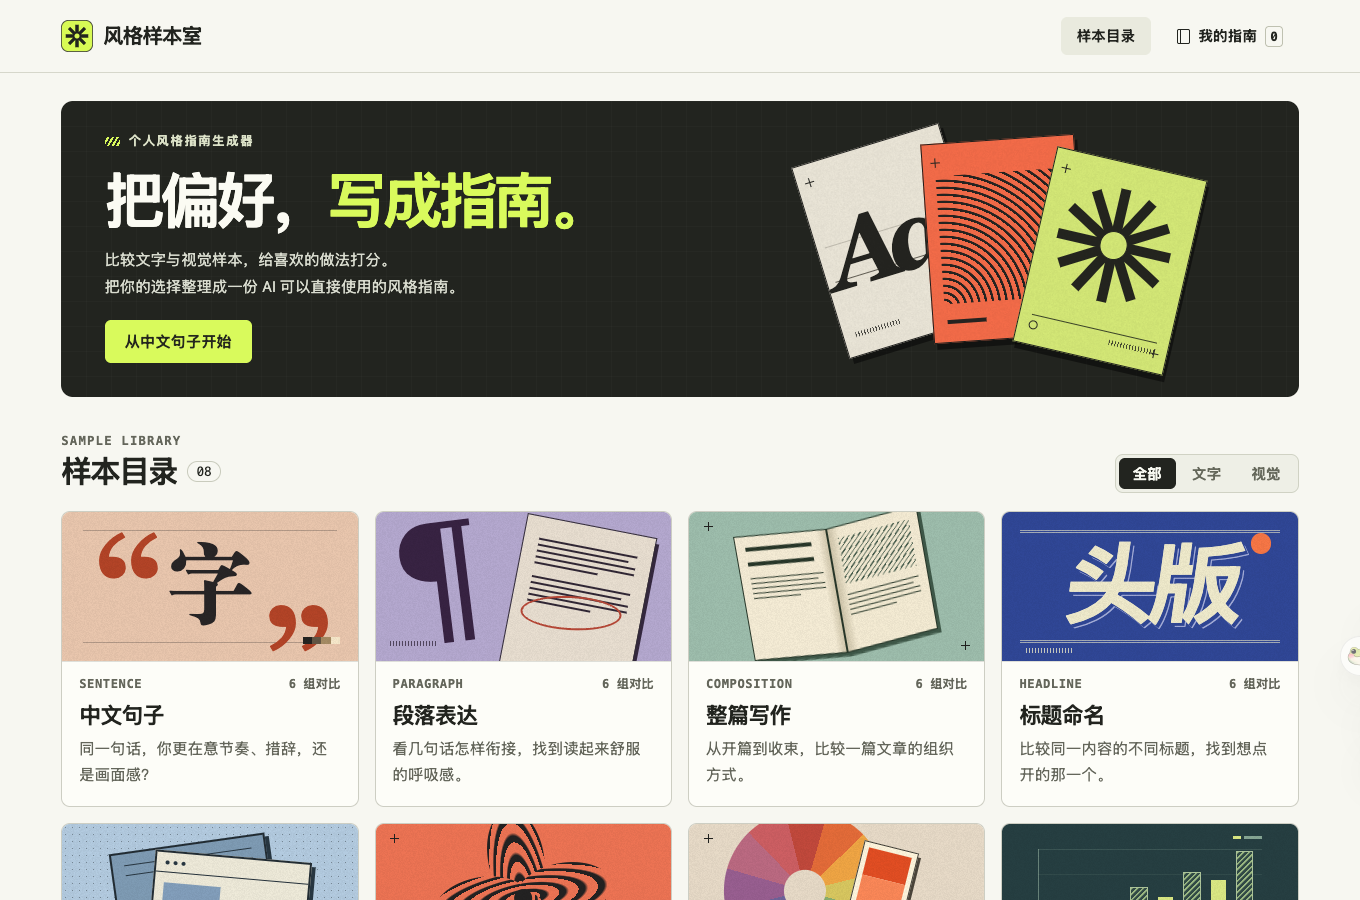 风格样本室
样本目录
我的指南 0
个人风格指南生成器
把偏好，写成指南。
比较文字与视觉样本，给喜欢的做法打分。
把你的选择整理成一份 AI 可以直接使用的风格指南。
从中文句子开始
SAMPLE LIBRARY
样本目录 08
全部 文字 视觉
“字”
头版
SENTENCE 6 组对比
中文句子
同一句话，你更在意节奏、措辞，还
是画面感？
PARAGRAPH 6 组对比
段落表达
看几句话怎样衔接，找到读起来舒服
的呼吸感。
COMPOSITION 6 组对比
整篇写作
从开篇到收束，比较一篇文章的组织
方式。
HEADLINE 6 组对比
标题命名
比较同一内容的不同标题，找到想点
开的那一个。